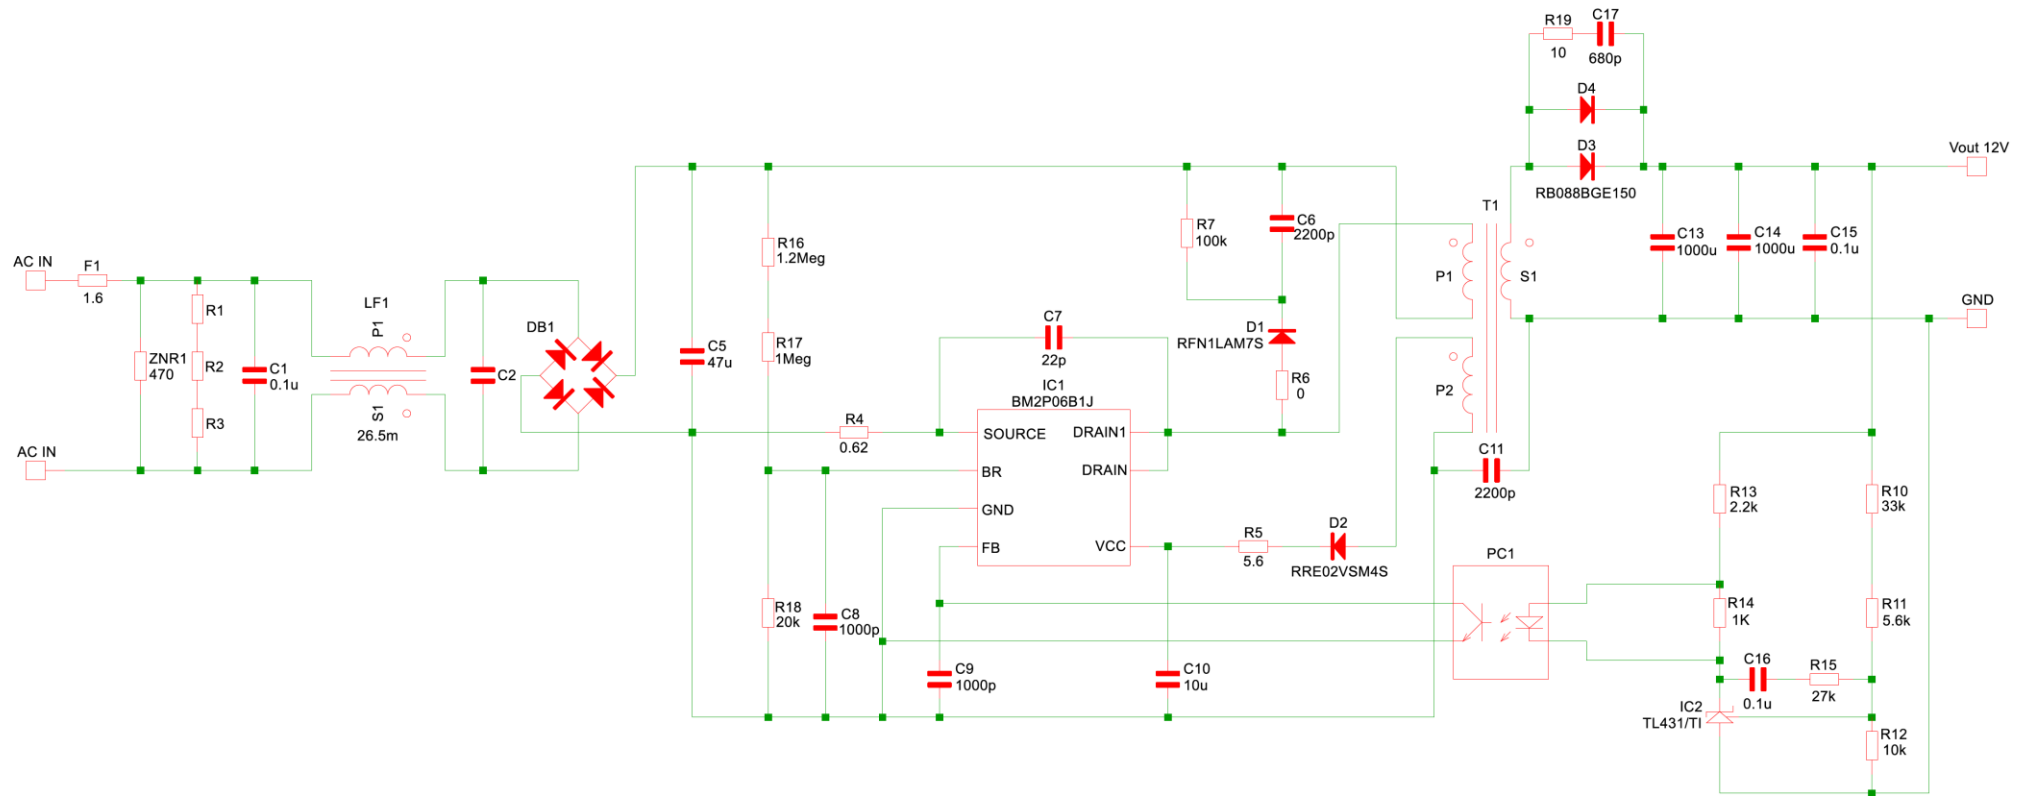 R19
C17
10
680p
D4
D3
RB088BGE150
Vout 12V
T1
R16
1.2Meg
R7
100k
C6
2200p
P1
S1
C13
1000u
C14
1000u
C15
0.1u
AC IN
F1
1.6
LF1
P1
GND
R1
DB1
C7
22p
D1
RFN1LAM7S
R17
1Meg
C5
47u
ZNR1
470
R2
C1
0.1u
C2
R6
0
IC1
BM2P06B1J
P2
R3
S1
26.5m
R4
0.62
SOURCE
DRAIN1
AC IN
BR
DRAIN
C11
2200p
GND
FB
VCC
R13
2.2k
R10
33k
R5
5.6
D2
RRE02VSM4S
PC1
R18
20k
C8
1000p
R14
1K
R11
5.6k
C9
1000p
C10
10u
C16
0.1u
R15
27k
IC2
TL431/TI
R12
10k